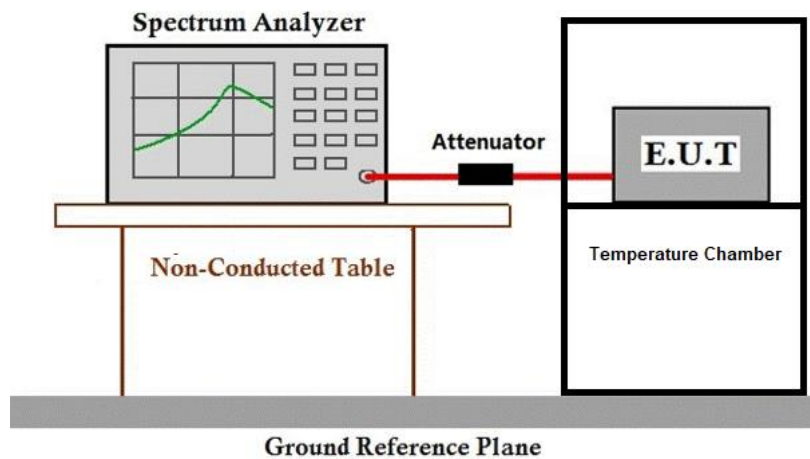 Spectrum Analyzer
Attenuator
E.U.T
Non-Conducted Table
Temperature Chamber
Ground Reference Plane